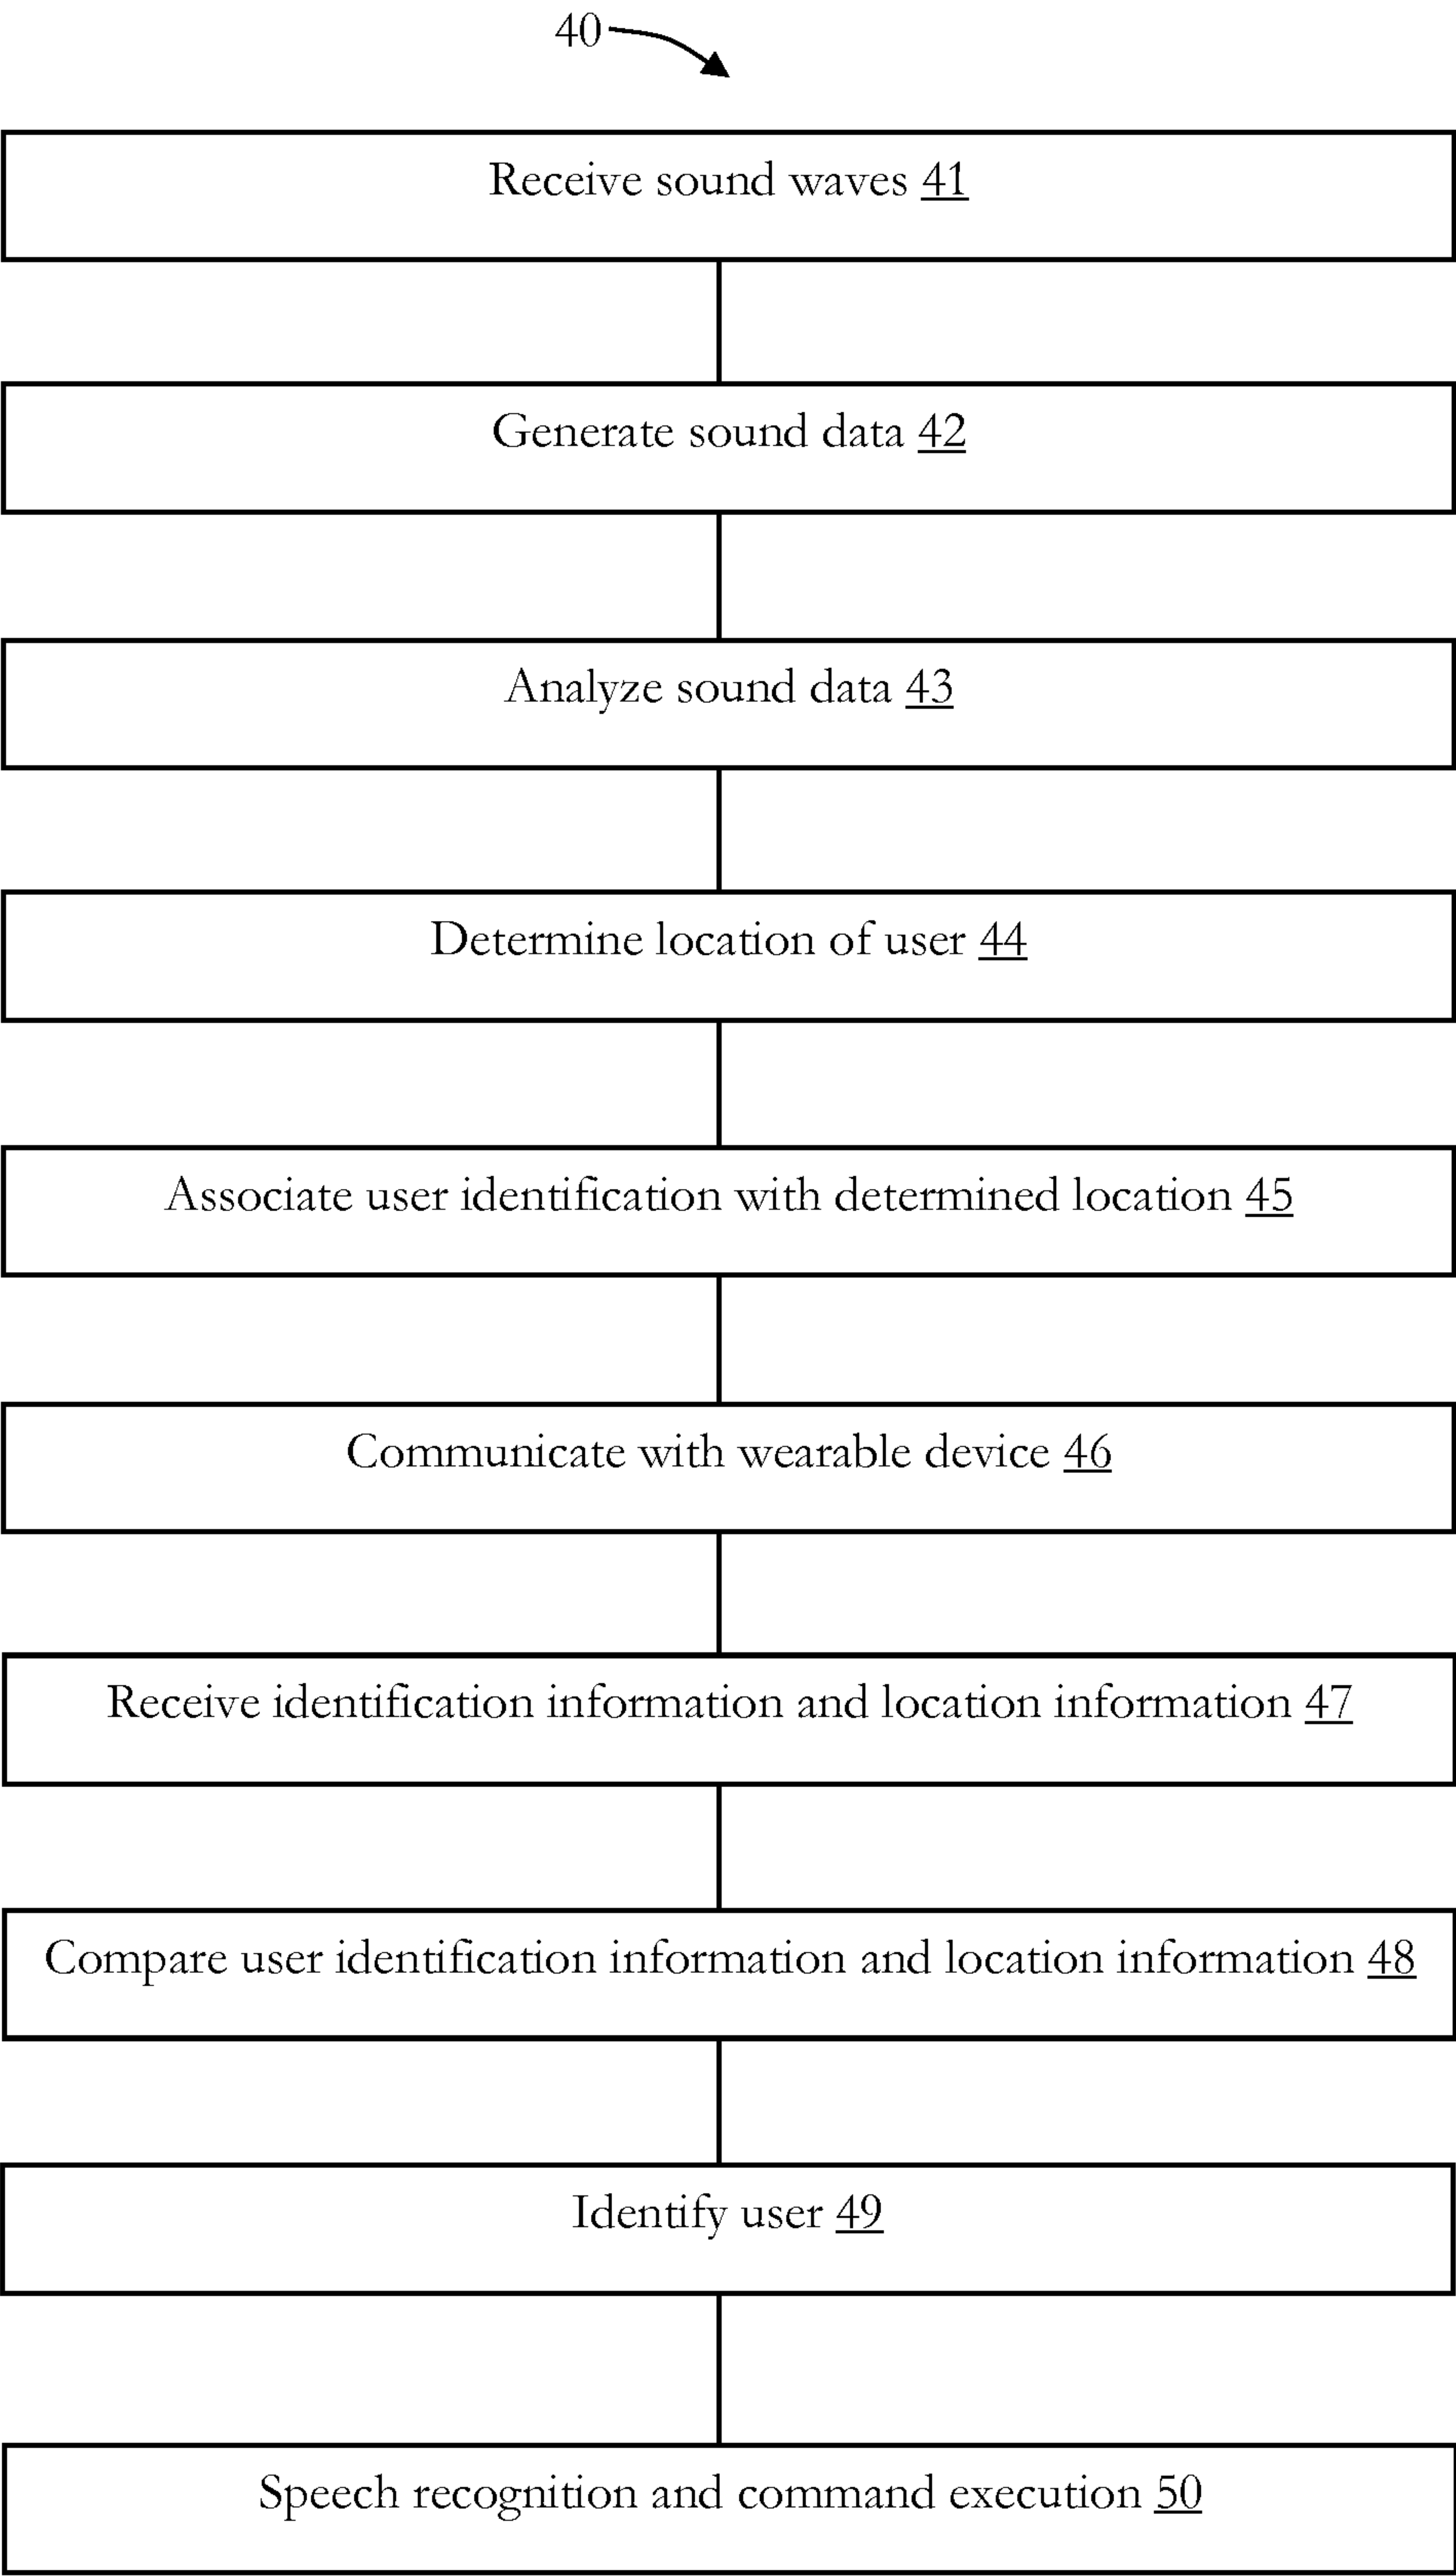 40
Receive sound waves 41
Generate sound data 42
Analyze sound data 43
Determine location of user 44
Associate user identification with determined location 45
Communicate with wearable device 46
Receive identification information and location information 47
Compare user identification information and location information 48
Identify user 49
Speech recognition and command execution 50